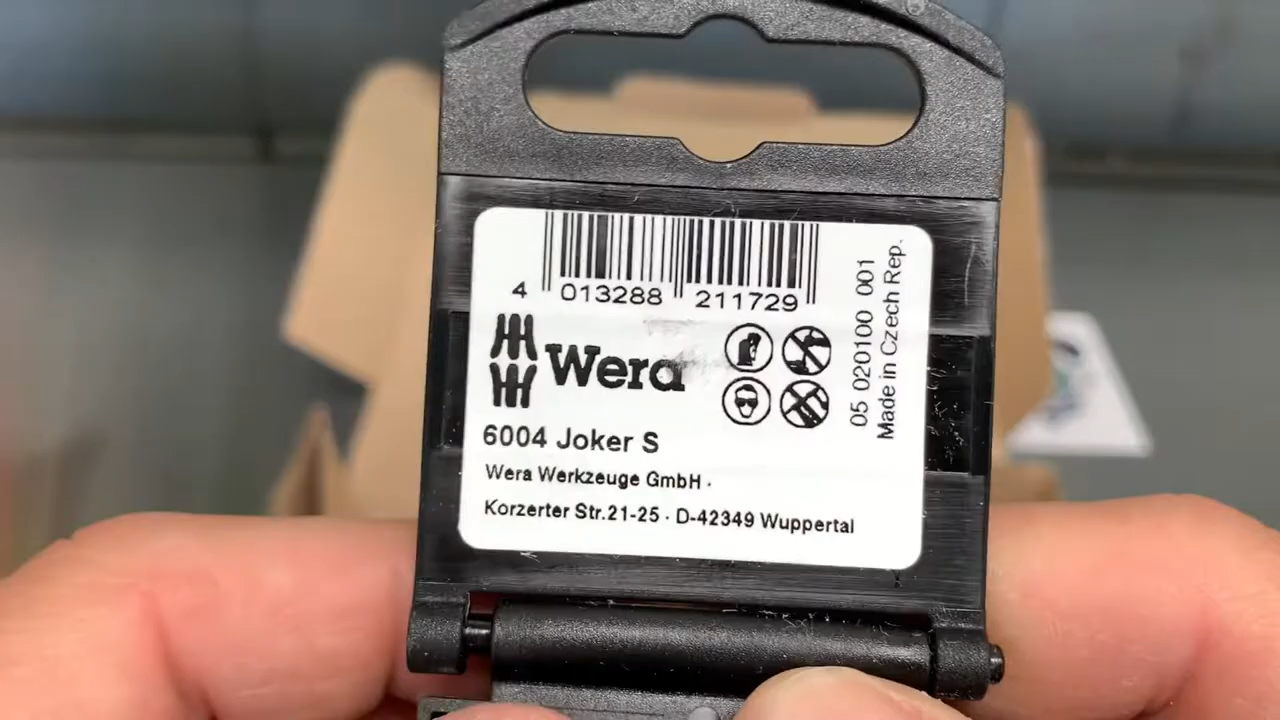 4 013288 211729
Wera
6004 Joker S
Wera Werkzeuge GmbH ·
Korzerter Str.21-25 · D-42349 Wuppertal
05 020100 001
Made in Czech Rep.